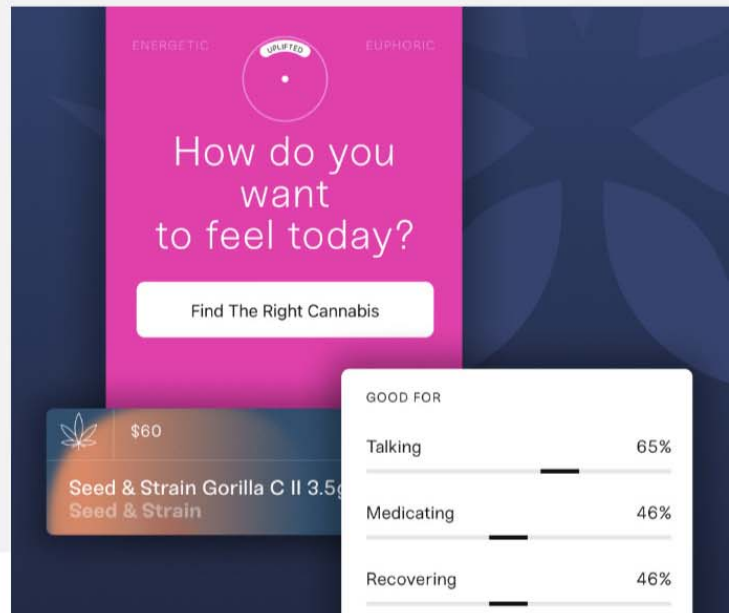 ENERGETIC
UPLIFTED
EUPHORIC
How do you
want
to feel today?
Find The Right Cannabis
$60
Seed & Strain Gorilla C II 3.5g
Seed & Strain
GOOD FOR
Talking 65%
Medicating 46%
Recovering 46%